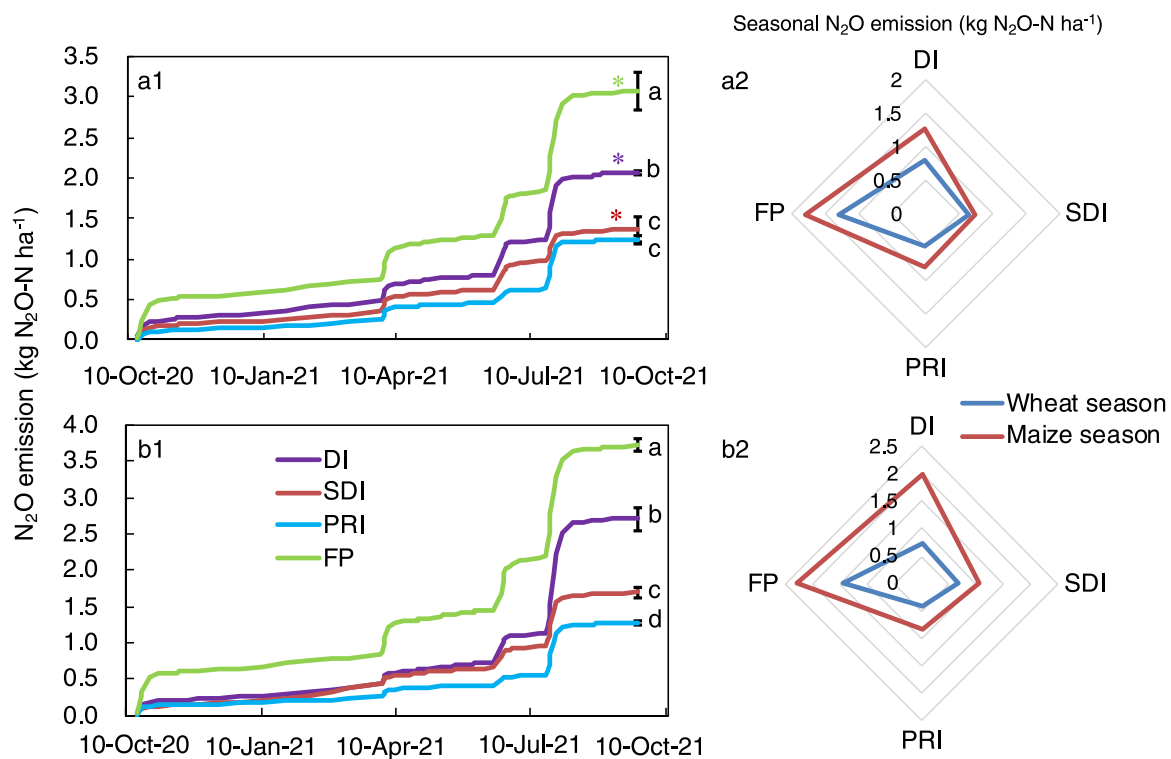 N₂O emission (kg N₂O-N ha⁻¹)
a1
3.5
3.0
2.5
2.0
1.5
1.0
0.5
0.0
* a
* b
* c
c
10-Oct-20 10-Jan-21 10-Apr-21 10-Jul-21 10-Oct-21
Seasonal N₂O emission (kg N₂O-N ha⁻¹)
a2
DI
2
1.5
1
0.5
0
FP
SDI
PRI
Wheat season
Maize season
b1
4.0
3.5
3.0
2.5
2.0
1.5
1.0
0.5
0.0
DI
SDI
PRI
FP
a
b
c
d
10-Oct-20 10-Jan-21 10-Apr-21 10-Jul-21 10-Oct-21
b2
DI
2.5
2
1.5
1
0.5
0
FP
SDI
PRI